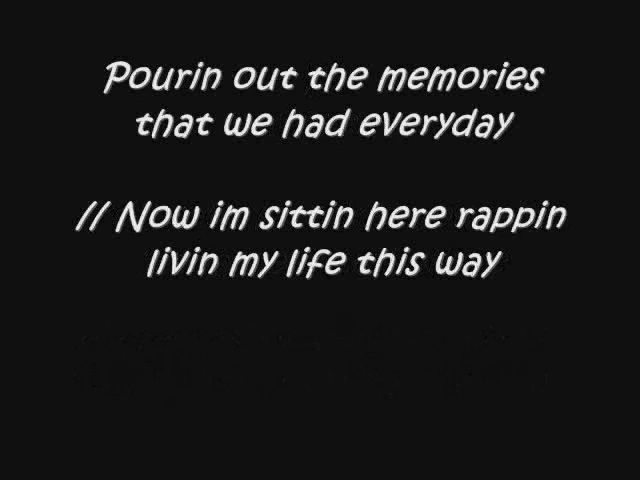 Pourin out the memories
that we had everyday
// Now im sittin here rappin
livin my life this way